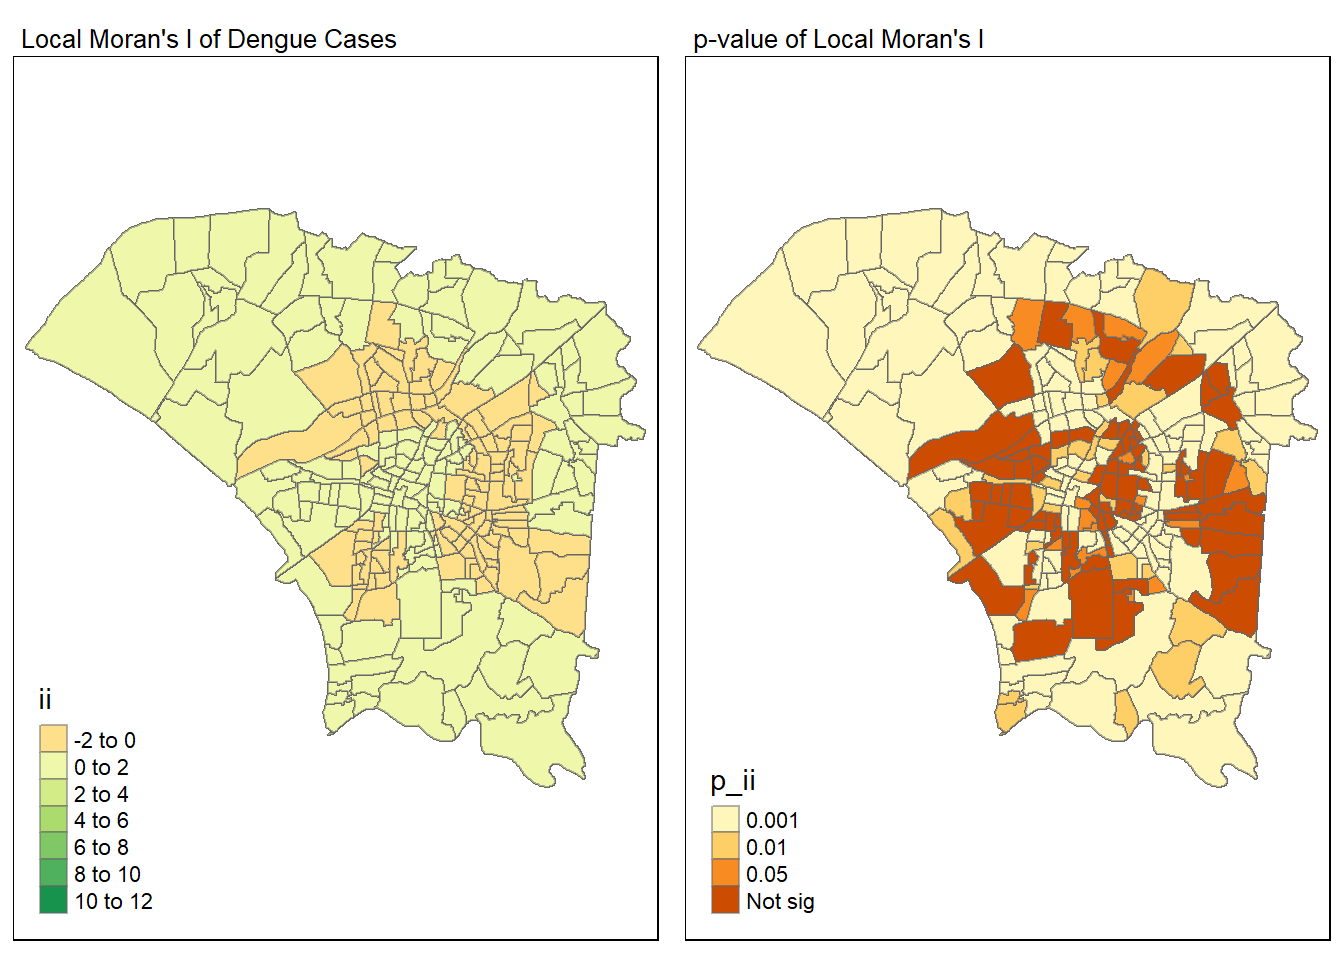 Local Moran's I of Dengue Cases
ii
-2 to 0
0 to 2
2 to 4
4 to 6
6 to 8
8 to 10
10 to 12
p-value of Local Moran's I
p_ii
0.001
0.01
0.05
Not sig